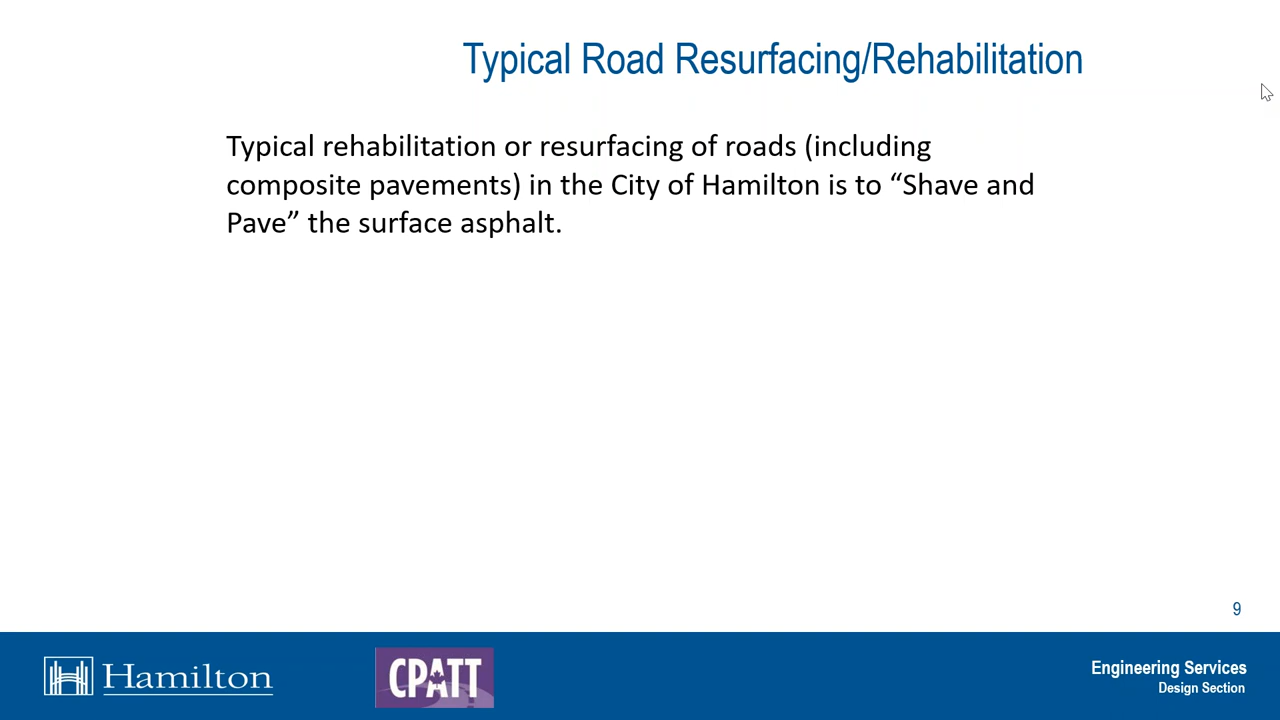 Typical Road Resurfacing/Rehabilitation
Typical rehabilitation or resurfacing of roads (including
composite pavements) in the City of Hamilton is to “Shave and
Pave” the surface asphalt.
9
Hamilton
CPATT
Engineering Services
Design Section